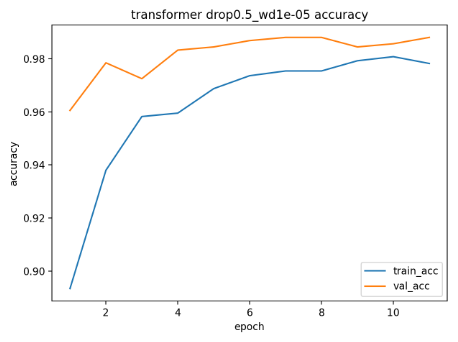 transformer drop0.5_wd1e-05 accuracy
0.98
0.96
0.94
0.92
0.90
accuracy
2
4
6
8
10
epoch
train_acc
val_acc